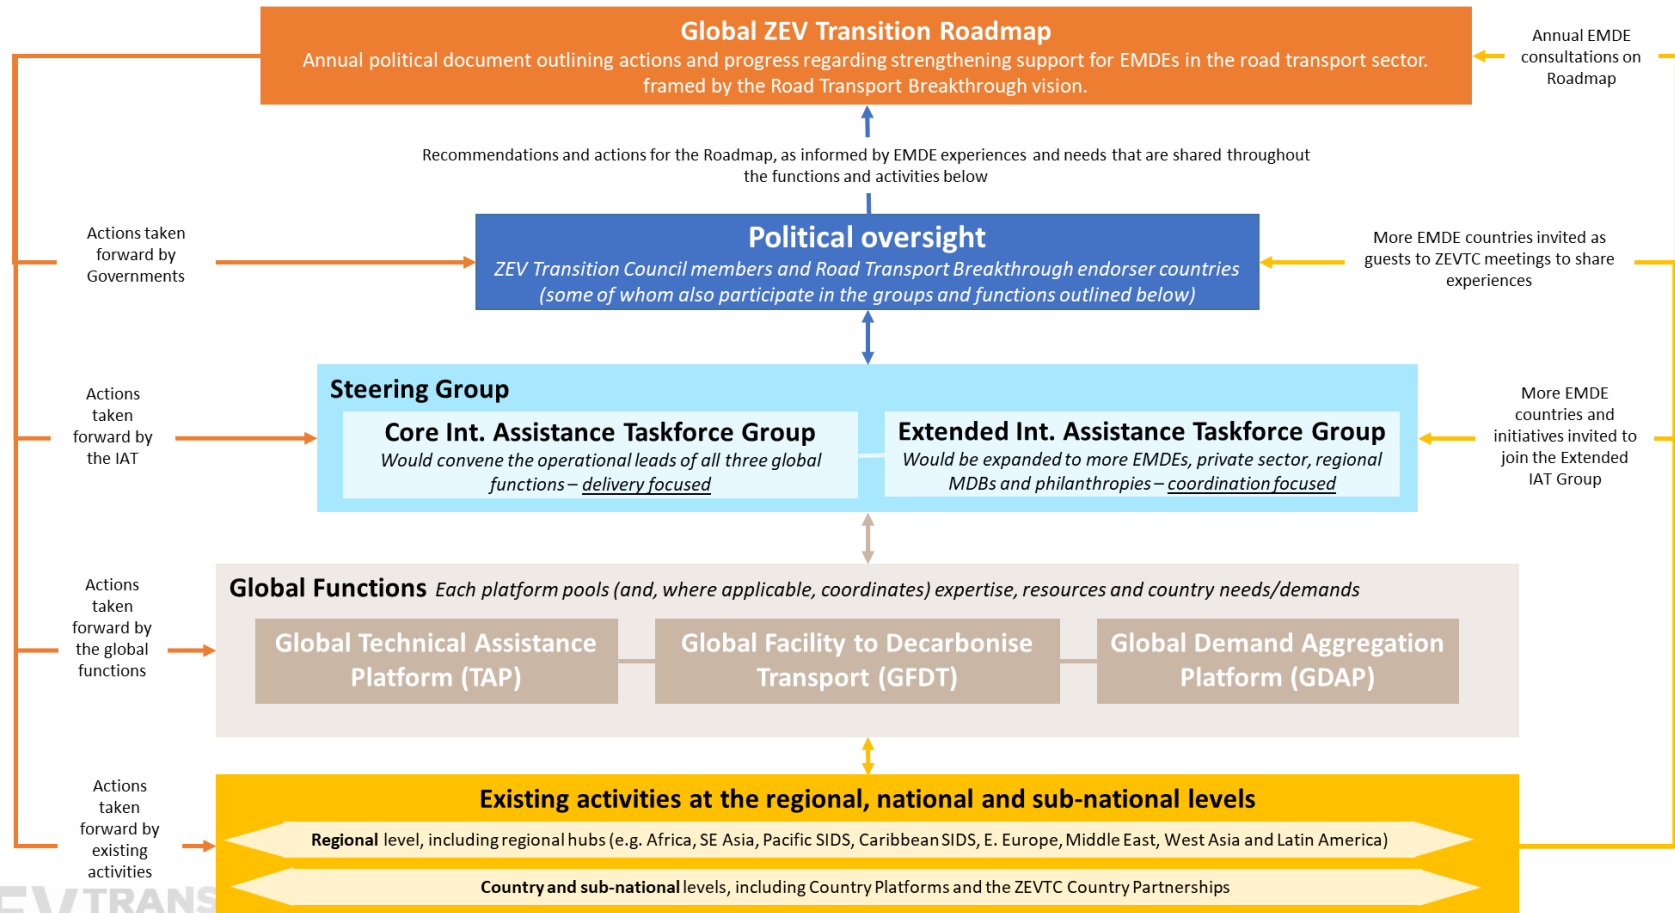 Global ZEV Transition Roadmap
Annual political document outlining actions and progress regarding strengthening support for EMDEs in the road transport sector.
framed by the Road Transport Breakthrough vision.
Annual EMDE
consultations on
Roadmap
Recommendations and actions for the Roadmap, as informed by EMDE experiences and needs that are shared throughout
the functions and activities below
Actions taken
forward by
Governments
Political oversight
ZEV Transition Council members and Road Transport Breakthrough endorser countries
(some of whom also participate in the groups and functions outlined below)
More EMDE countries invited as
guests to ZEVTC meetings to share
experiences
Actions
taken
forward by
the IAT
Steering Group
Core Int. Assistance Taskforce Group
Would convene the operational leads of all three global
functions – delivery focused
Extended Int. Assistance Taskforce Group
Would be expanded to more EMDEs, private sector, regional
MDBs and philanthropies – coordination focused
More EMDE
countries and
initiatives invited to
join the Extended
IAT Group
Actions
taken
forward by
the global
functions
Global Functions Each platform pools (and, where applicable, coordinates) expertise, resources and country needs/demands
Global Technical Assistance
Platform (TAP)
Global Facility to Decarbonise
Transport (GFDT)
Global Demand Aggregation
Platform (GDAP)
Actions
taken
forward by
existing
activities
Existing activities at the regional, national and sub-national levels
Regional level, including regional hubs (e.g. Africa, SE Asia, Pacific SIDS, Caribbean SIDS, E. Europe, Middle East, West Asia and Latin America)
Country and sub-national levels, including Country Platforms and the ZEVTC Country Partnerships
EV TRANS